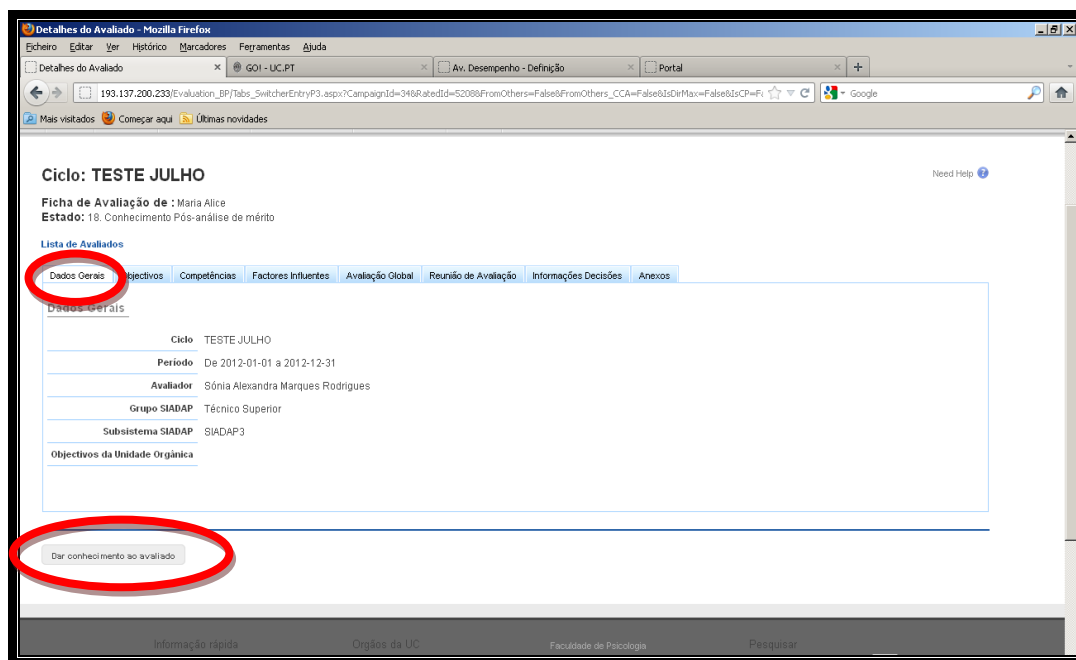 Detalhes do Avaliado - Mozilla Firefox
Ficheiro Editar Ver Histórico Marcadores Ferramentas Ajuda
Detalhes do Avaliado × GO! - UC.PT × Av. Desempenho - Definição × Portal × +
193.137.200.233/Evaluation_BP/Tabs_SwitcherEntryP3.aspx?CampaignId=348&RatedId=5208&FromOthers=False&FromOthers_CCA=False&IsDirMax=False&IsCP=F Google
Mais visitados Começar aqui Últimas novidades
Ciclo: TESTE JULHO
Need Help ?
Ficha de Avaliação de : Maria Alice
Estado: 18. Conhecimento Pós-análise de mérito
Lista de Avaliados
Dados Gerais Objectivos Competências Factores Influentes Avaliação Global Reunião de Avaliação Informações Decisões Anexos
Dados Gerais
Ciclo TESTE JULHO
Período De 2012-01-01 a 2012-12-31
Avaliador Sónia Alexandra Marques Rodrigues
Grupo SIADAP Técnico Superior
Subsistema SIADAP SIADAP3
Objectivos da Unidade Orgânica
Dar conhecimento ao avaliado
Informação rápida Orgãos da UC Faculdade de Psicologia Pesquisar